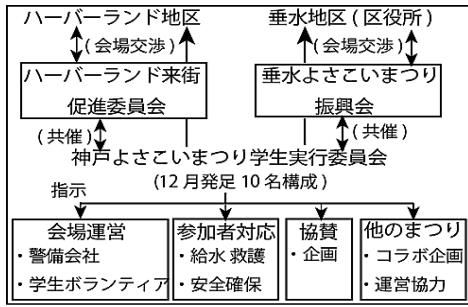 ハーバーランド地区
垂水地区(区役所)
(会場交渉)
(会場交渉)
ハーバーランド来街
促進委員会
垂水よさこいまつり
振興会
(共催)
(共催)
神戸よさこいまつり学生実行委員会
(12月発足10名構成)
指示
会場運営
・警備会社
・学生ボランティア
参加者対応
・給水 救護
・安全確保
協賛
・企画
他のまつり
・コラボ企画
・運営協力